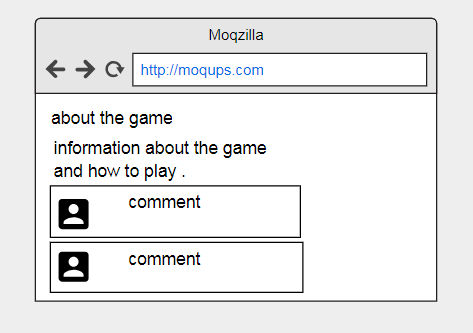 Moqzilla
http://moqups.com
about the game
information about the game
and how to play .
comment
comment